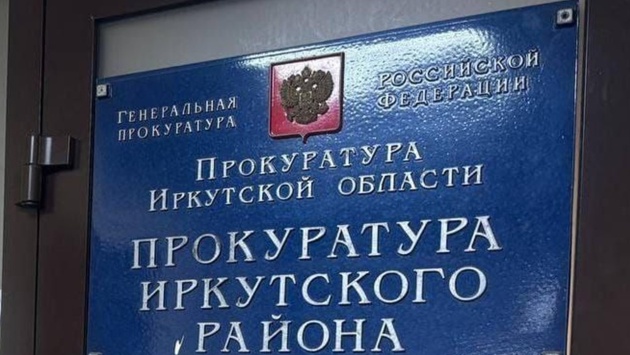 Генеральная
прокуратура
Российской
Федерации
Прокуратура
Иркутской области
ПРОКУРАТУРА
ИРКУТСКОГО
РАЙОНА